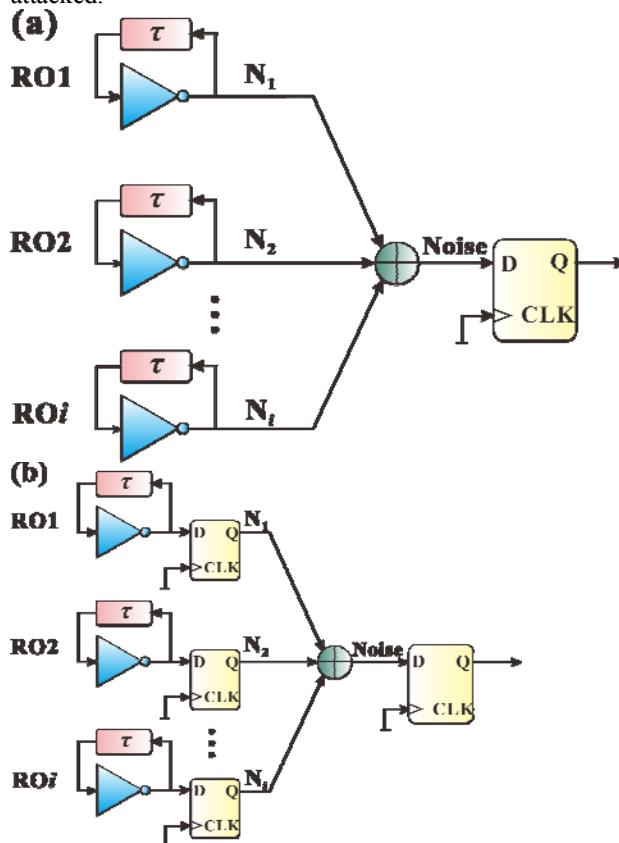 attacked.
(a)
τ
RO1
N₁
τ
RO2
N₂
Noise
D Q
CLK
τ
ROi
Nᵢ
(b)
τ
RO1
N₁
D Q
CLK
τ
RO2
N₂
D Q
CLK
Noise
D Q
CLK
τ
ROi
Nᵢ
D Q
CLK